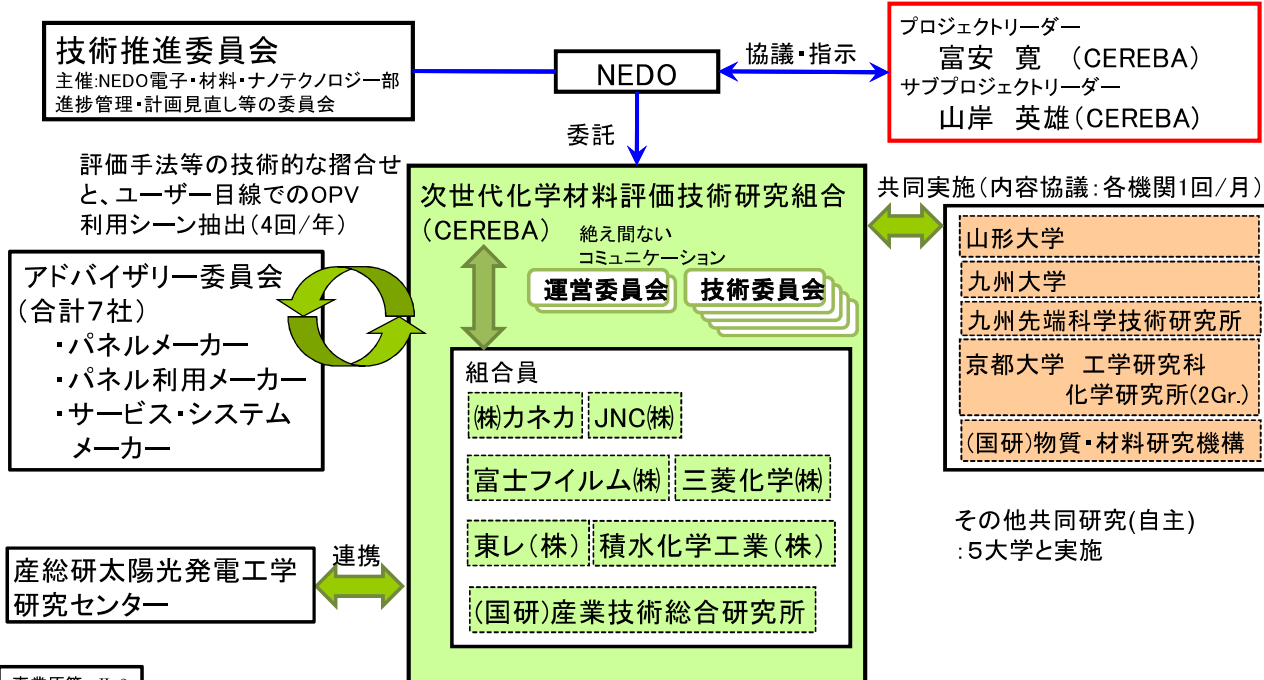 技術推進委員会
主催:NEDO電子・材料・ナノテクノロジー部
進捗管理・計画見直し等の委員会
NEDO
協議・指示
プロジェクトリーダー
富安 寛 (CEREBA)
サブプロジェクトリーダー
山岸 英雄(CEREBA)
委託
評価手法等の技術的な摺合せ
と、ユーザー目線でのOPV
利用シーン抽出(4回/年)
アドバイザリー委員会
(合計7社)
・パネルメーカー
・パネル利用メーカー
・サービス・システム
メーカー
次世代化学材料評価技術研究組合
(CEREBA)
絶え間ない
コミュニケーション
運営委員会
技術委員会
組合員
㈱カネカ
JNC㈱
富士フイルム㈱
三菱化学㈱
東レ(株)
積水化学工業(株)
(国研)産業技術総合研究所
共同実施(内容協議:各機関1回/月)
山形大学
九州大学
九州先端科学技術研究所
京都大学 工学研究科
化学研究所(2Gr.)
(国研)物質・材料研究機構
その他共同研究(自主)
:5大学と実施
産総研太陽光発電工学
研究センター
連携